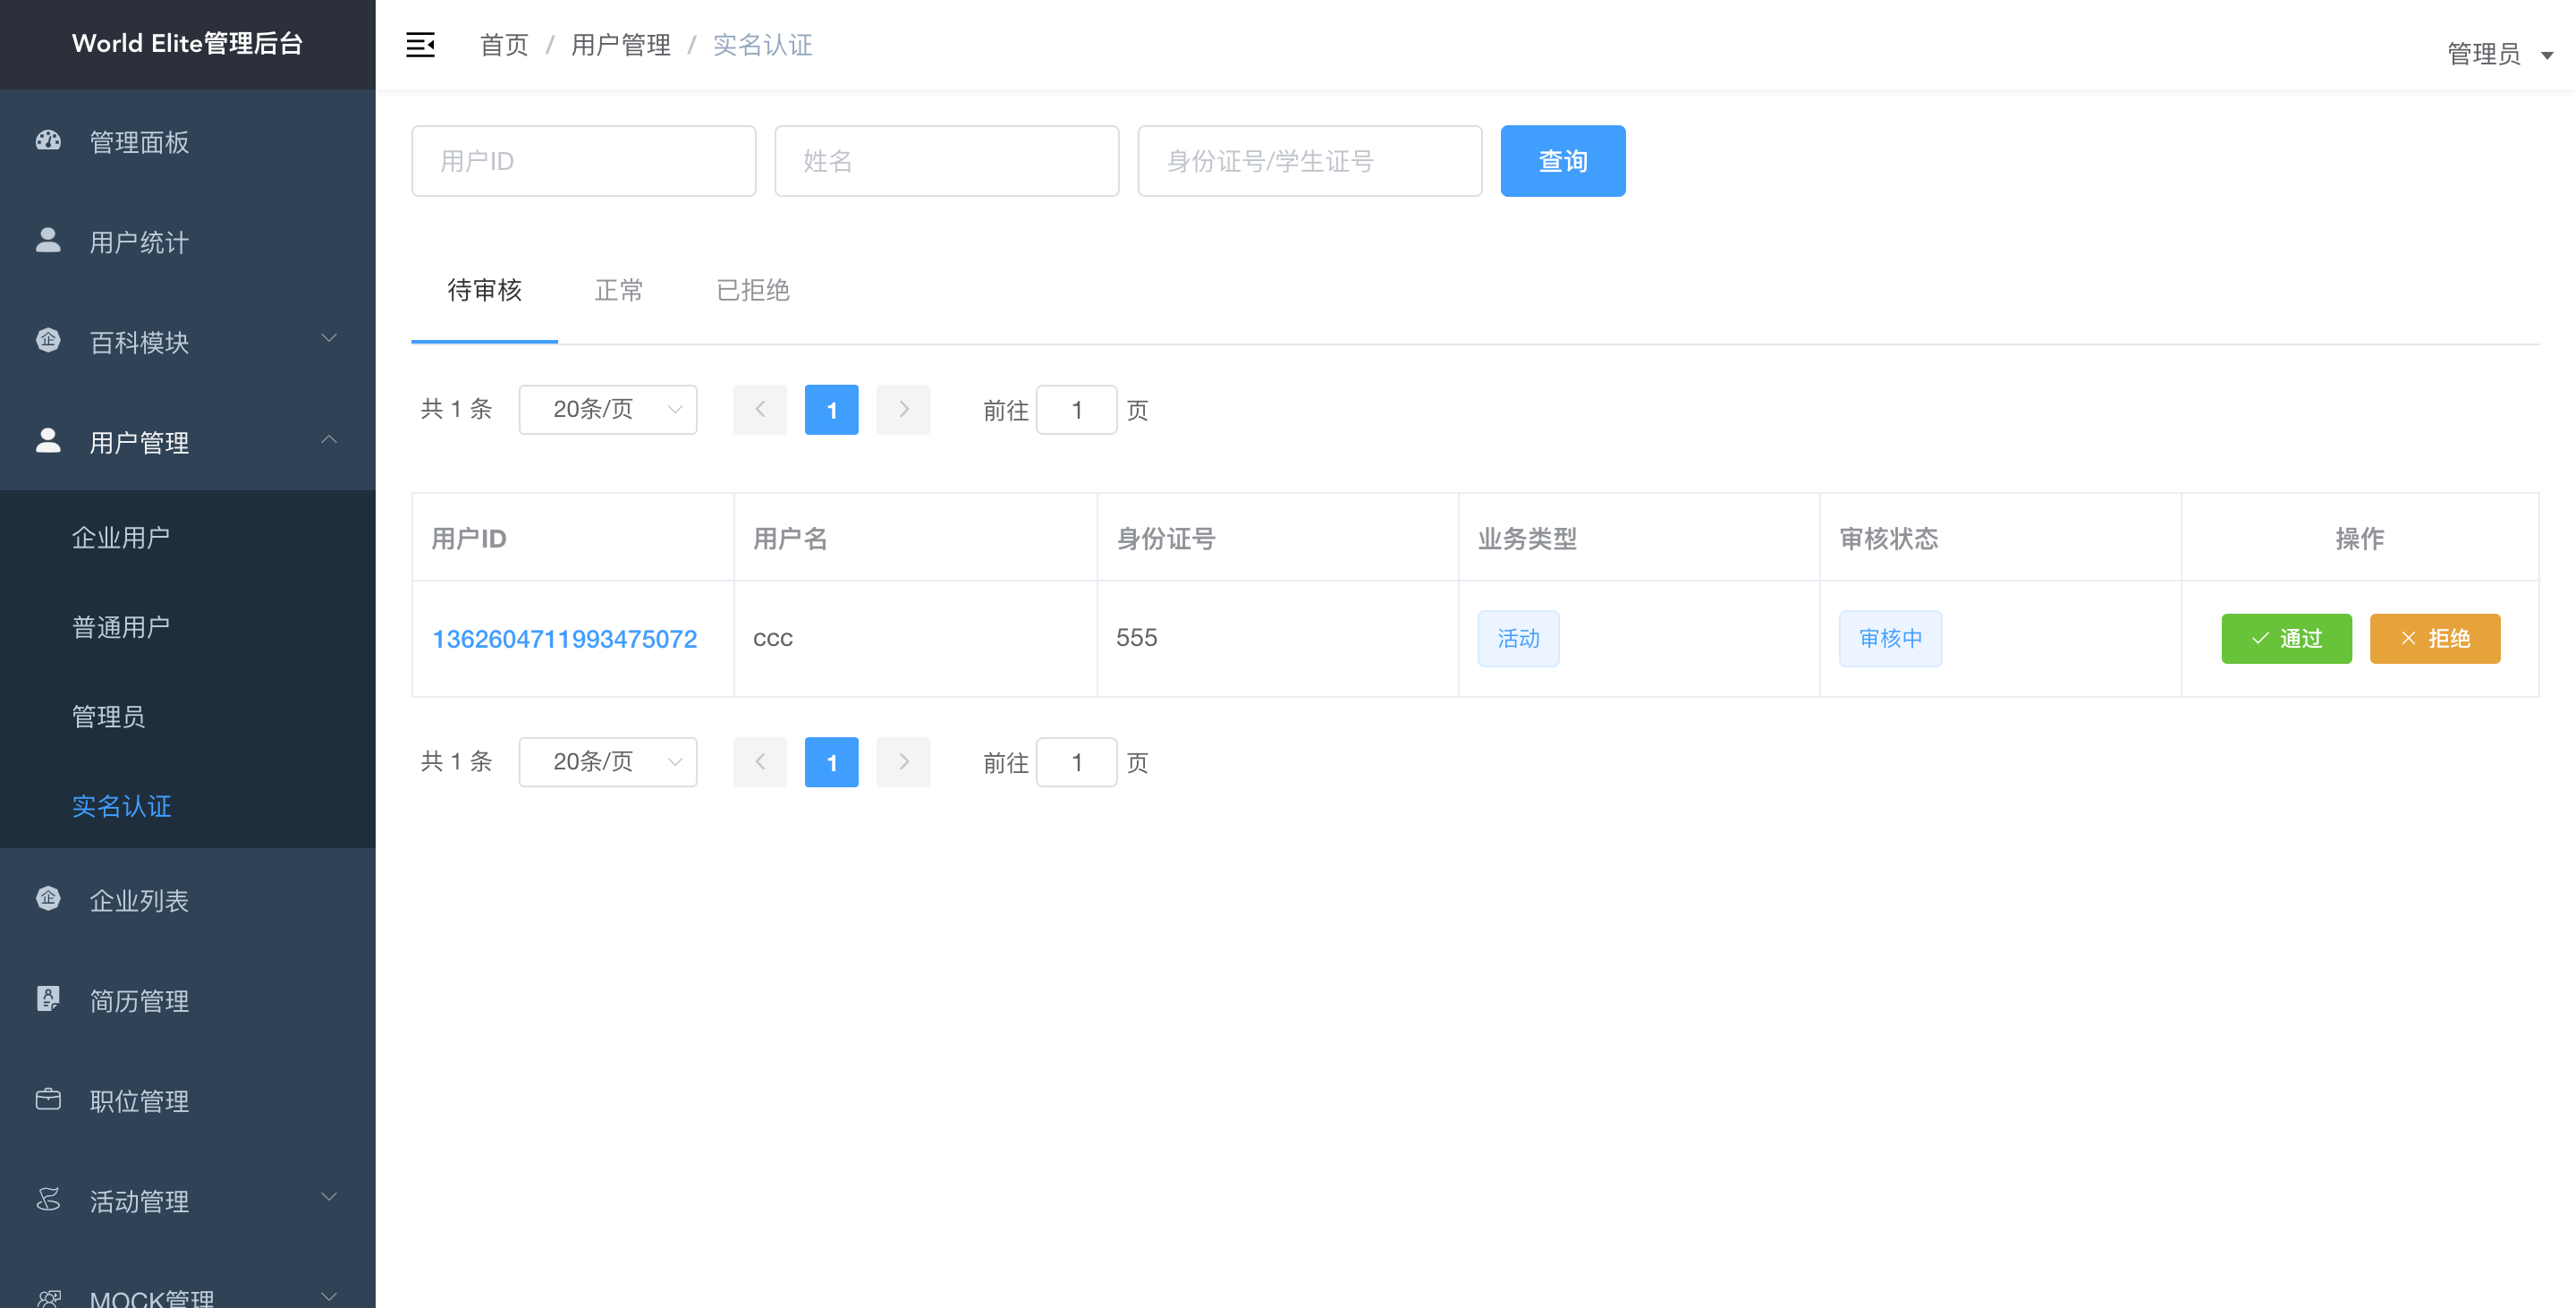 World Elite管理后台
管理面板
用户统计
百科模块
用户管理
企业用户
普通用户
管理员
实名认证
企业列表
简历管理
职位管理
活动管理
MOCK管理
首页 / 用户管理 / 实名认证
管理员
用户ID 姓名 身份证号/学生证号 查询
待审核 正常 已拒绝
共 1 条 20条/页 1 前往 1 页
用户ID 用户名 身份证号 业务类型 审核状态 操作
1362604711993475072 ccc 555 活动 审核中 通过 拒绝
共 1 条 20条/页 1 前往 1 页